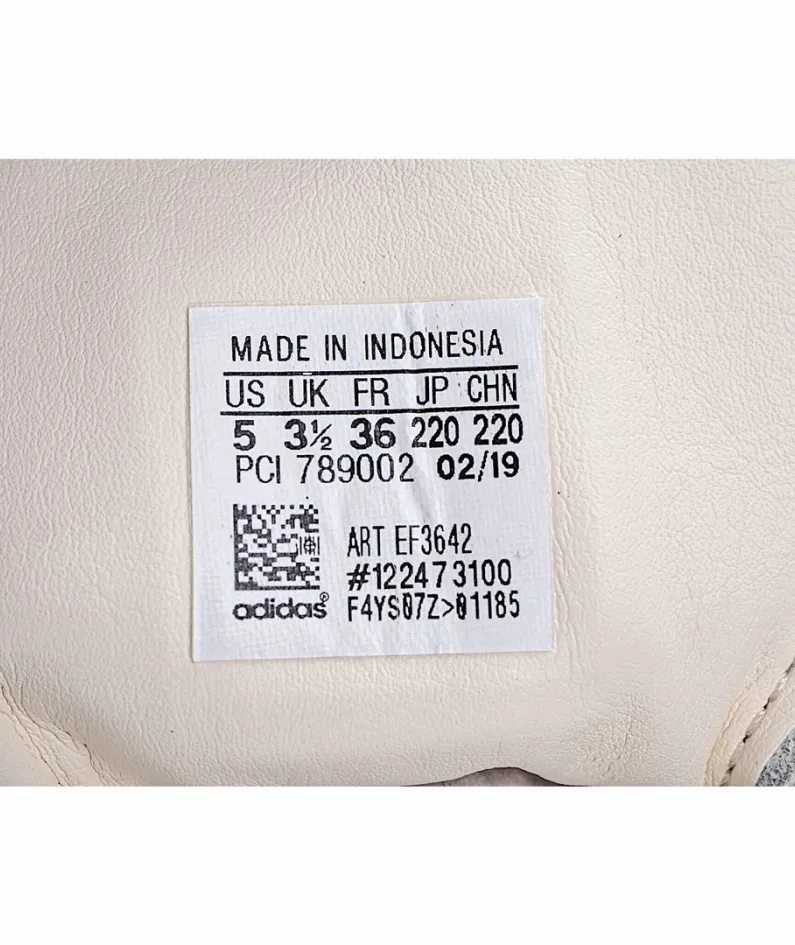 MADE IN INDONESIA
US UK FR JP CHN
5 3½ 36 220 220
PCI 789002 02/19
ART EF3642
#122473100
adidas® F4YS07Z>01185